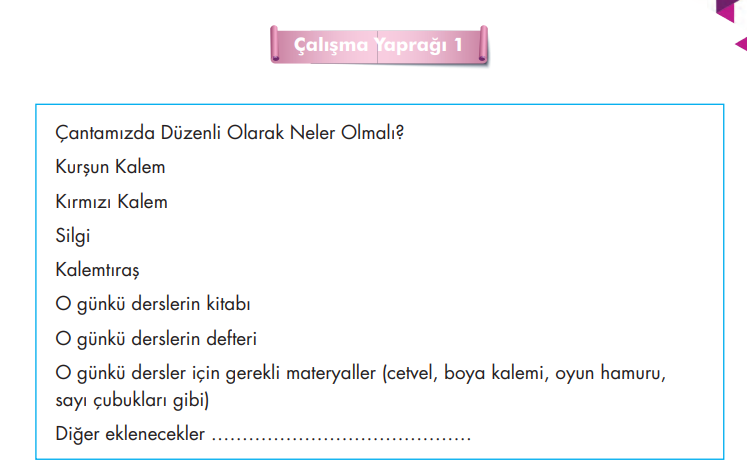 Çalışma Yaprağı 1
Çantamızda Düzenli Olarak Neler Olmalı?
Kurşun Kalem
Kırmızı Kalem
Silgi
Kalemtıraş
O günkü derslerin kitabı
O günkü derslerin defteri
O günkü dersler için gerekli materyaller (cetvel, boya kalemi, oyun hamuru,
sayı çubukları gibi)
Diğer eklenecekler ..........................................